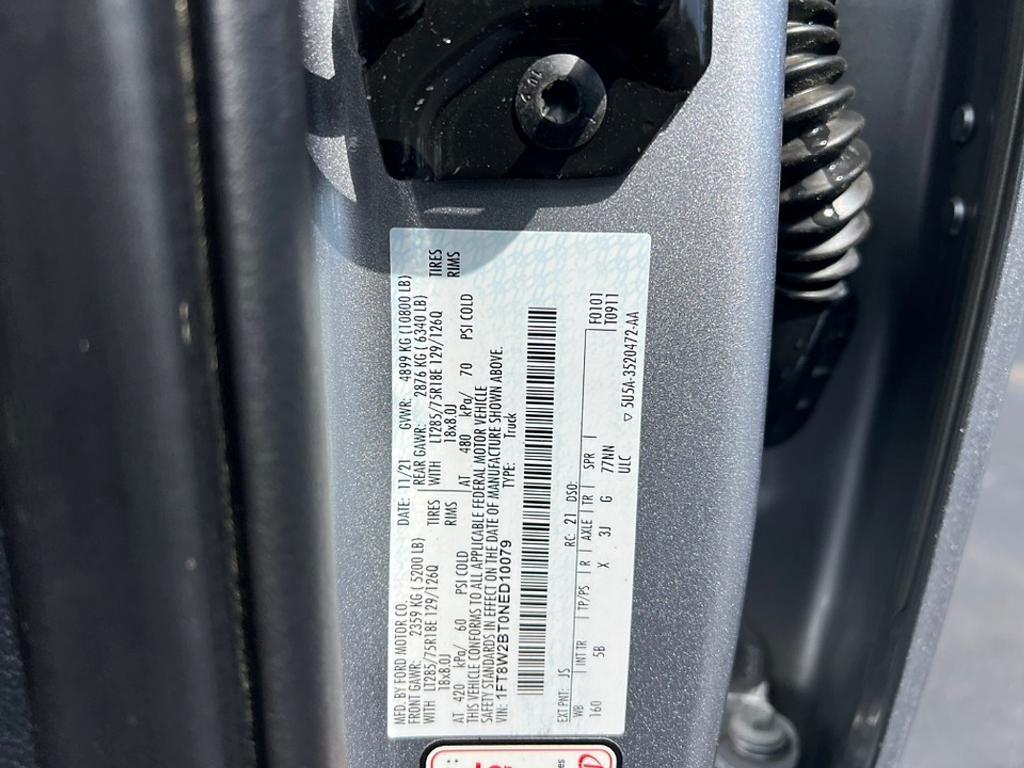 MFD. BY FORD MOTOR CO. DATE: 11/21 GVWR: 4899 KG (10800 LB)
FRONT GAWR: 2359 KG ( 5200 LB) REAR GAWR: 2876 KG ( 6340 LB)
WITH LT285/75R18E 129/126Q TIRES WITH LT285/75R18E 129/126Q TIRES
18x8.0J RIMS 18x8.0J RIMS
AT 420 kPa/ 60 PSI COLD AT 480 kPa/ 70 PSI COLD
THIS VEHICLE CONFORMS TO ALL APPLICABLE FEDERAL MOTOR VEHICLE
SAFETY STANDARDS IN EFFECT ON THE DATE OF MANUFACTURE SHOWN ABOVE.
VIN: 1FT8W2BT0NED10079 TYPE: Truck
EXT PNT: JS RC: 21 DSO: F0101
WB INT TR TP/PS R AXLE TR SPR T0911
160 5B X 3J G 77NN
ULC ▽ 5U5A-3520472-AA